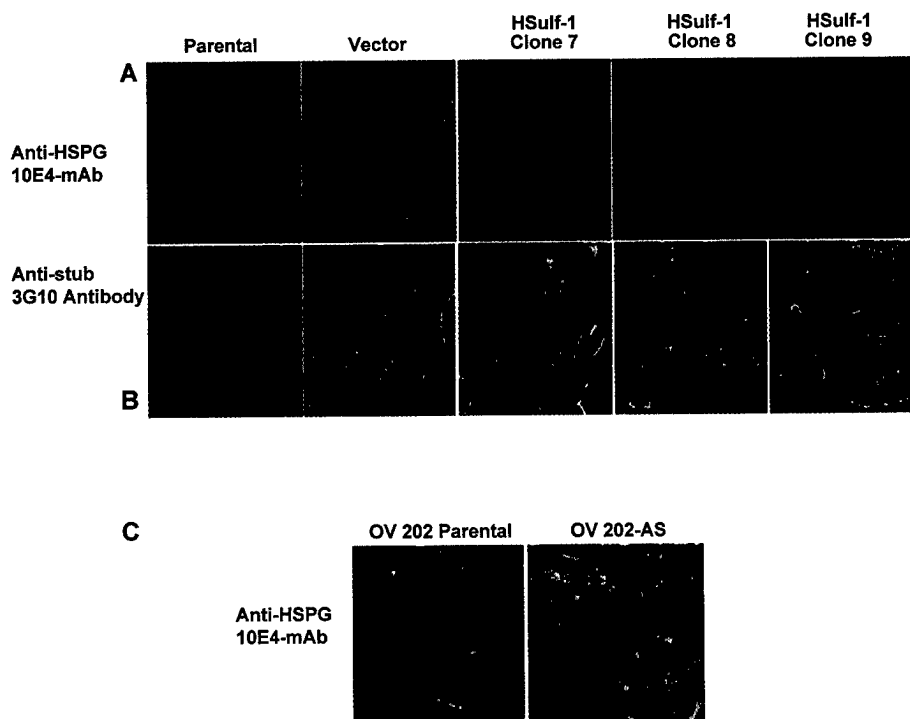 Parental
Vector
HSulf-1
Clone 7
HSulf-1
Clone 8
HSulf-1
Clone 9
A
Anti-HSPG
10E4-mAb
Anti-stub
3G10 Antibody
B
C
OV 202 Parental
OV 202-AS
Anti-HSPG
10E4-mAb